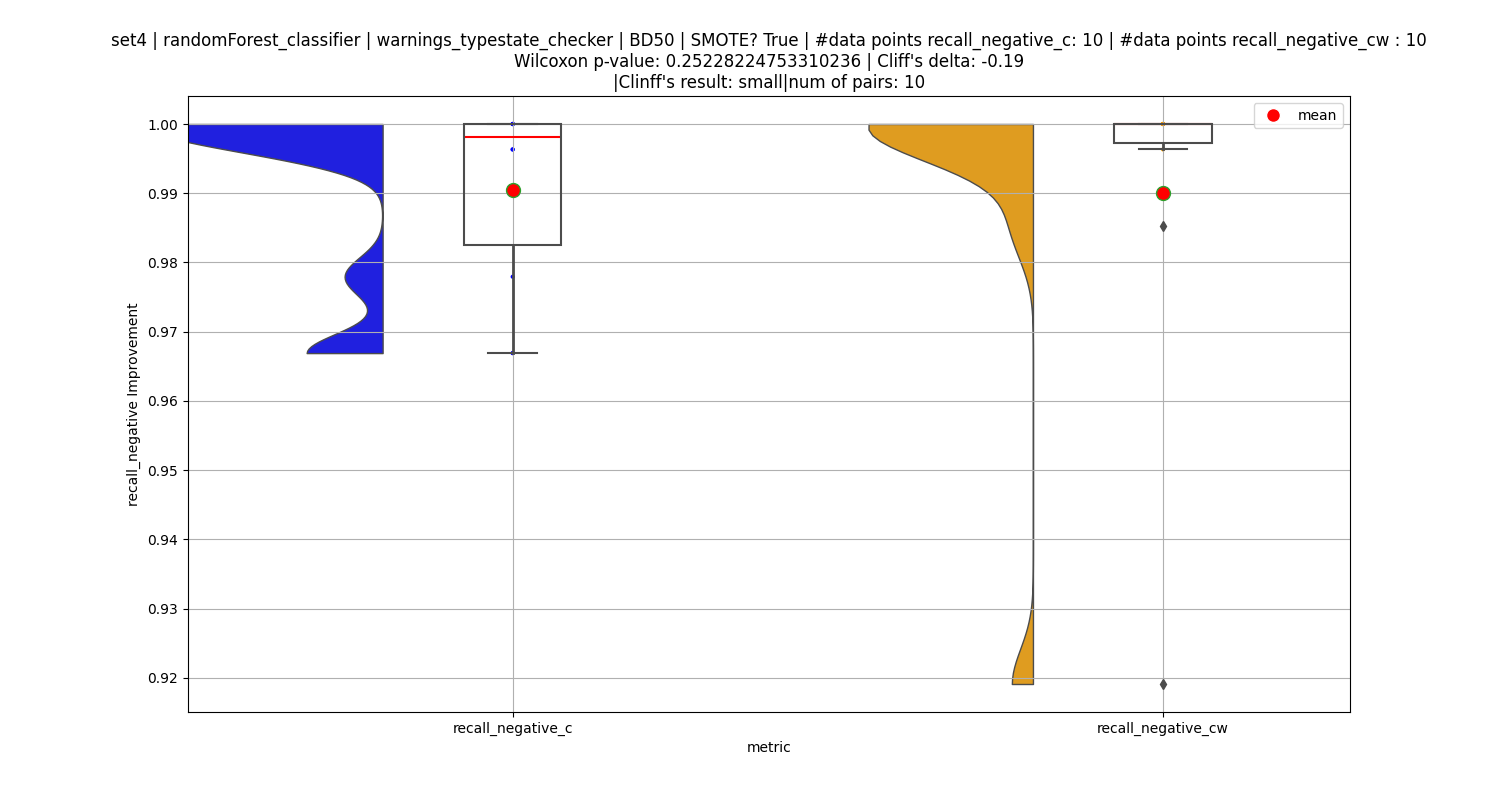 set4 | randomForest_classifier | warnings_typestate_checker | BD50 | SMOTE? True | #data points recall_negative_c: 10 | #data points recall_negative_cw : 10
Wilcoxon p-value: 0.25228224753310236 | Cliff's delta: -0.19
|Clinff's result: small|num of pairs: 10
mean
1.00
0.99
0.98
0.97
0.96
0.95
0.94
0.93
0.92
recall_negative Improvement
recall_negative_c
recall_negative_cw
metric